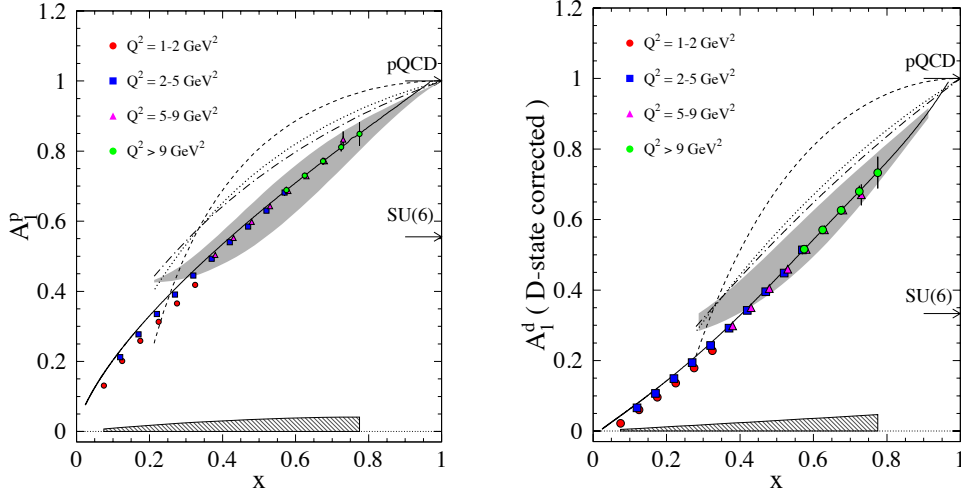 1.2
1
0.8
0.6
0.4
0.2
0
0
0.2
0.4
0.6
0.8
1
x
A₁ᵖ
Q² = 1-2 GeV²
Q² = 2-5 GeV²
Q² = 5-9 GeV²
Q² > 9 GeV²
pQCD
SU(6)
1.2
1
0.8
0.6
0.4
0.2
0
0
0.2
0.4
0.6
0.8
1
x
A₁ᵈ ( D-state corrected )
Q² = 1-2 GeV²
Q² = 2-5 GeV²
Q² = 5-9 GeV²
Q² > 9 GeV²
pQCD
SU(6)